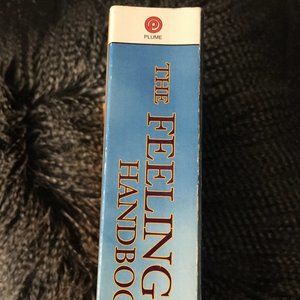 PLUME
THE FEELING
HANDBOO